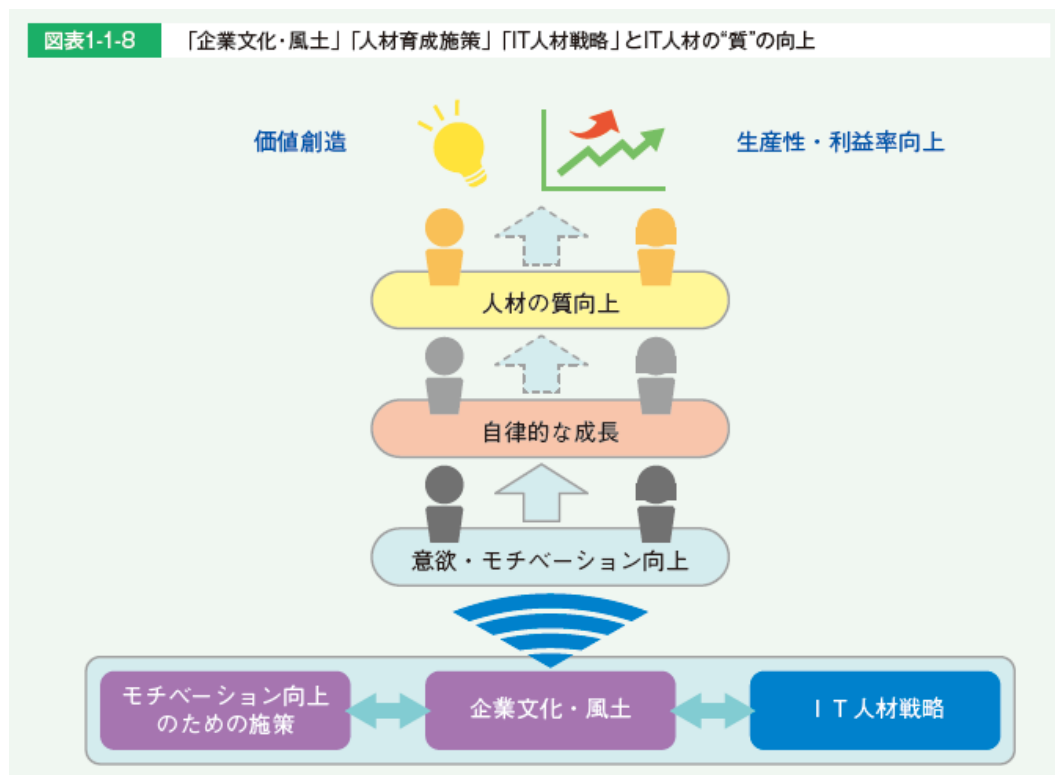 図表1-1-8 「企業文化・風土」「人材育成施策」「IT人材戦略」とIT人材の“質”の向上
価値創造
生産性・利益率向上
人材の質向上
自律的な成長
意欲・モチベーション向上
モチベーション向上
のための施策
企業文化・風土
ＩＴ人材戦略